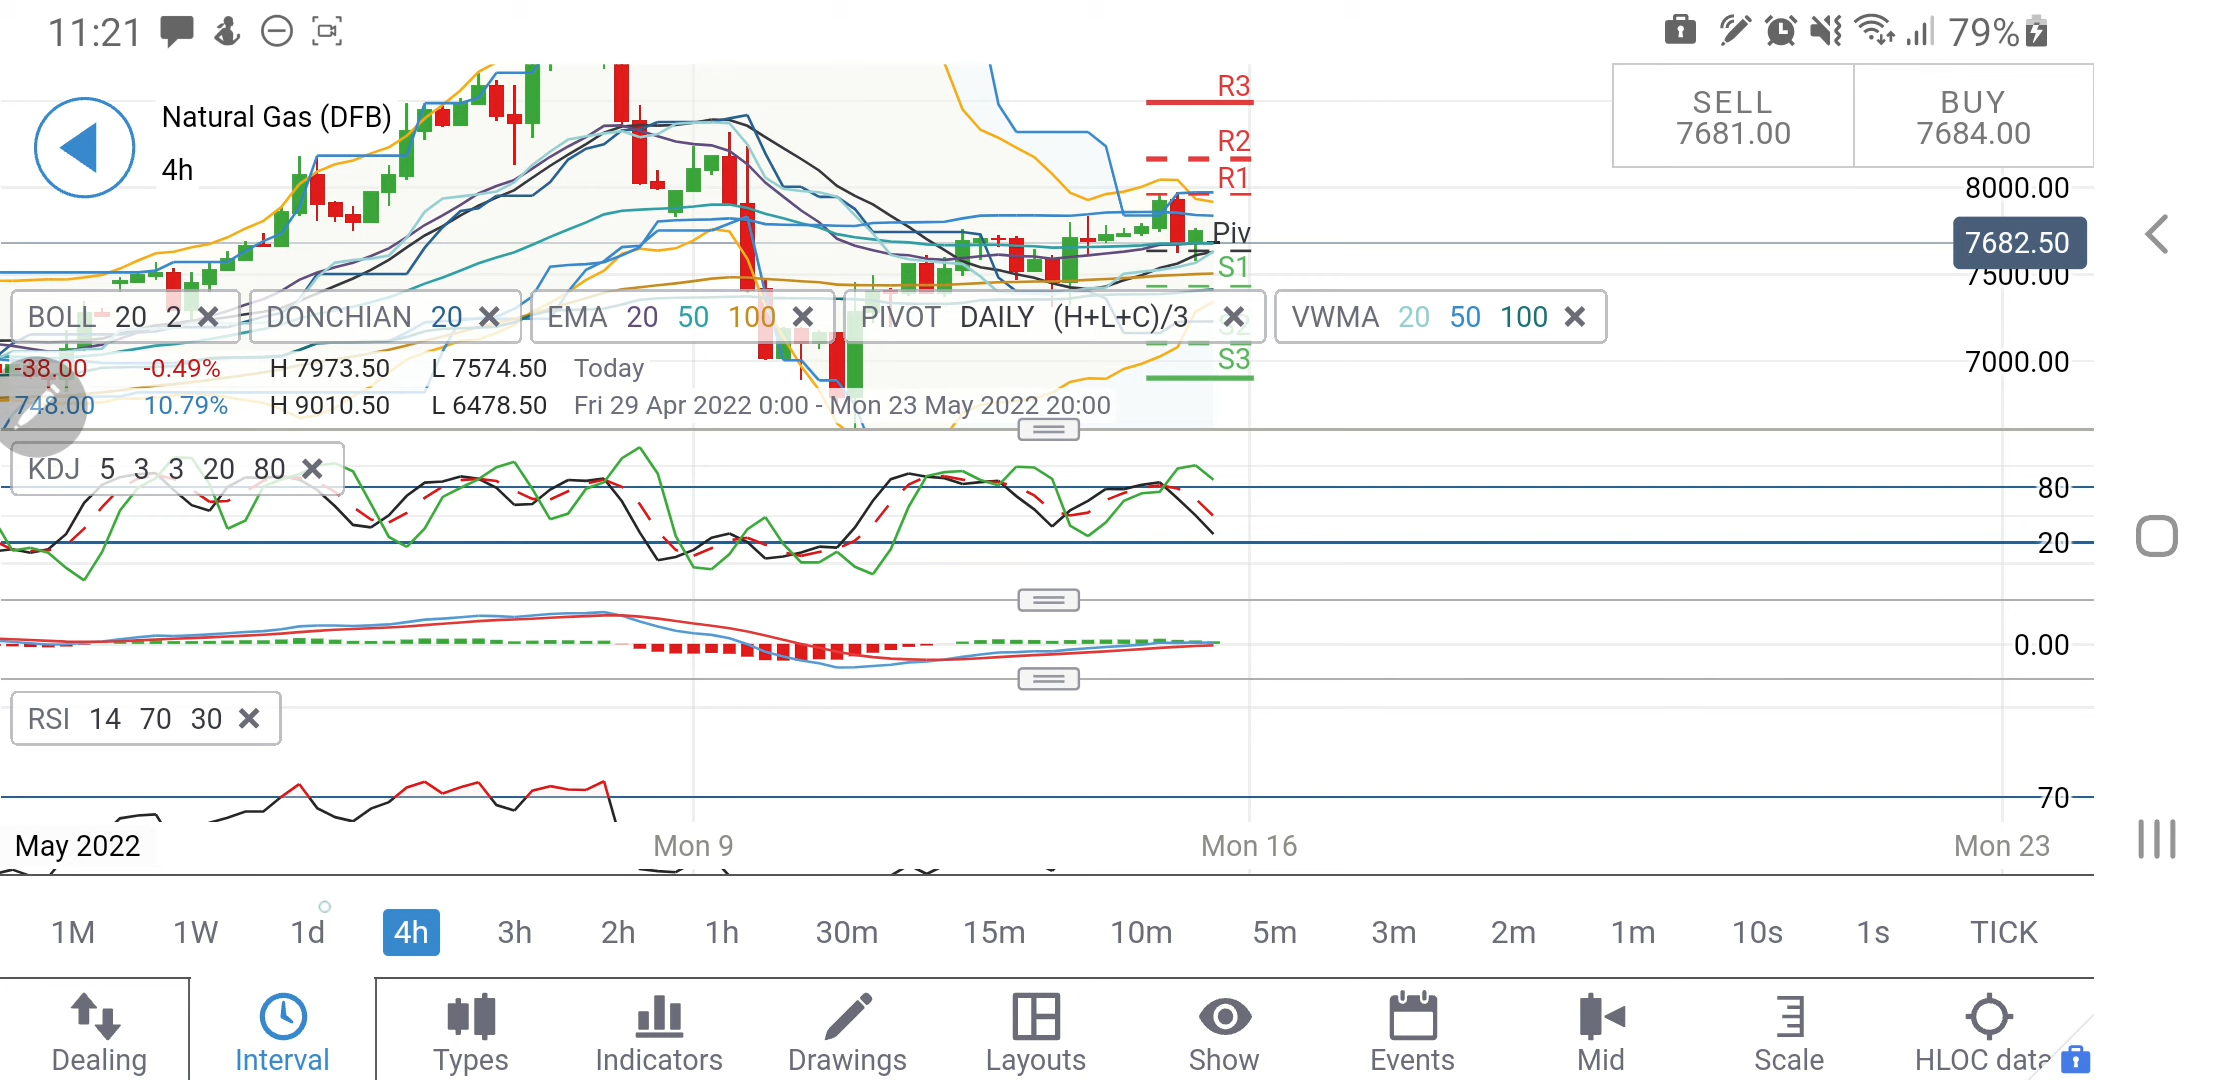 11:21 79%
Natural Gas (DFB)
4h
SELL
7681.00
BUY
7684.00
R3
R2
R1
Piv
S1
S2
S3
8000.00
7682.50
7500.00
7000.00
BOLL 20 2 DONCHIAN 20 EMA 20 50 100 PIVOT DAILY (H+L+C)/3 VWMA 20 50 100
-38.00 -0.49% H 7973.50 L 7574.50 Today
748.00 10.79% H 9010.50 L 6478.50 Fri 29 Apr 2022 0:00 - Mon 23 May 2022 20:00
KDJ 5 3 3 20 80
80
20
0.00
RSI 14 70 30
70
May 2022 Mon 9 Mon 16 Mon 23
1M 1W 1d 4h 3h 2h 1h 30m 15m 10m 5m 3m 2m 1m 10s 1s TICK
Dealing Interval Types Indicators Drawings Layouts Show Events Mid Scale HLOC data